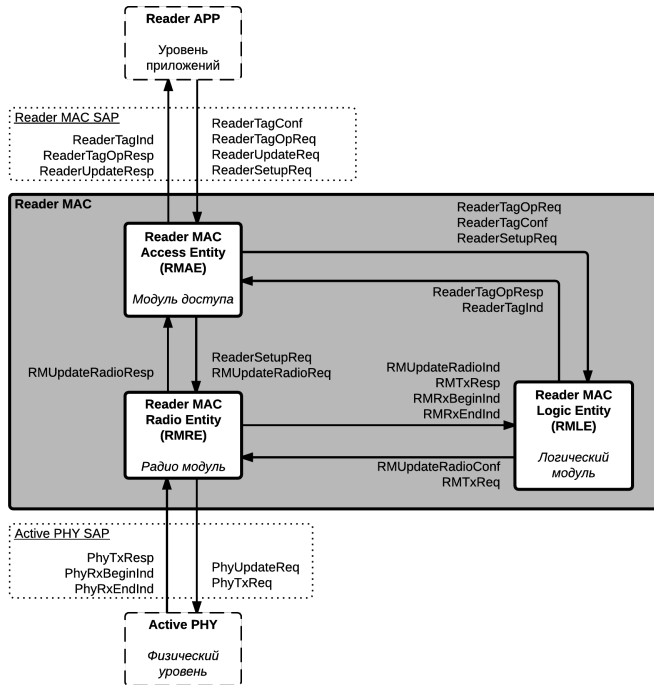 Reader APP
Уровень
приложений
Reader MAC SAP
ReaderTagInd
ReaderTagOpResp
ReaderUpdateResp
ReaderTagConf
ReaderTagOpReq
ReaderUpdateReq
ReaderSetupReq
Reader MAC
ReaderTagOpReq
ReaderTagConf
ReaderSetupReq
Reader MAC
Access Entity
(RMAE)
Модуль доступа
ReaderTagOpResp
ReaderTagInd
RMUpdateRadioResp
ReaderSetupReq
RMUpdateRadioReq
RMUpdateRadioInd
RMTxResp
RMRxBeginInd
RMRxEndInd
Reader MAC
Radio Entity
(RMRE)
Радио модуль
Reader MAC
Logic Entity
(RMLE)
Логический
модуль
RMUpdateRadioConf
RMTxReq
Active PHY SAP
PhyTxResp
PhyRxBeginInd
PhyRxEndInd
PhyUpdateReq
PhyTxReq
Active PHY
Физический
уровень